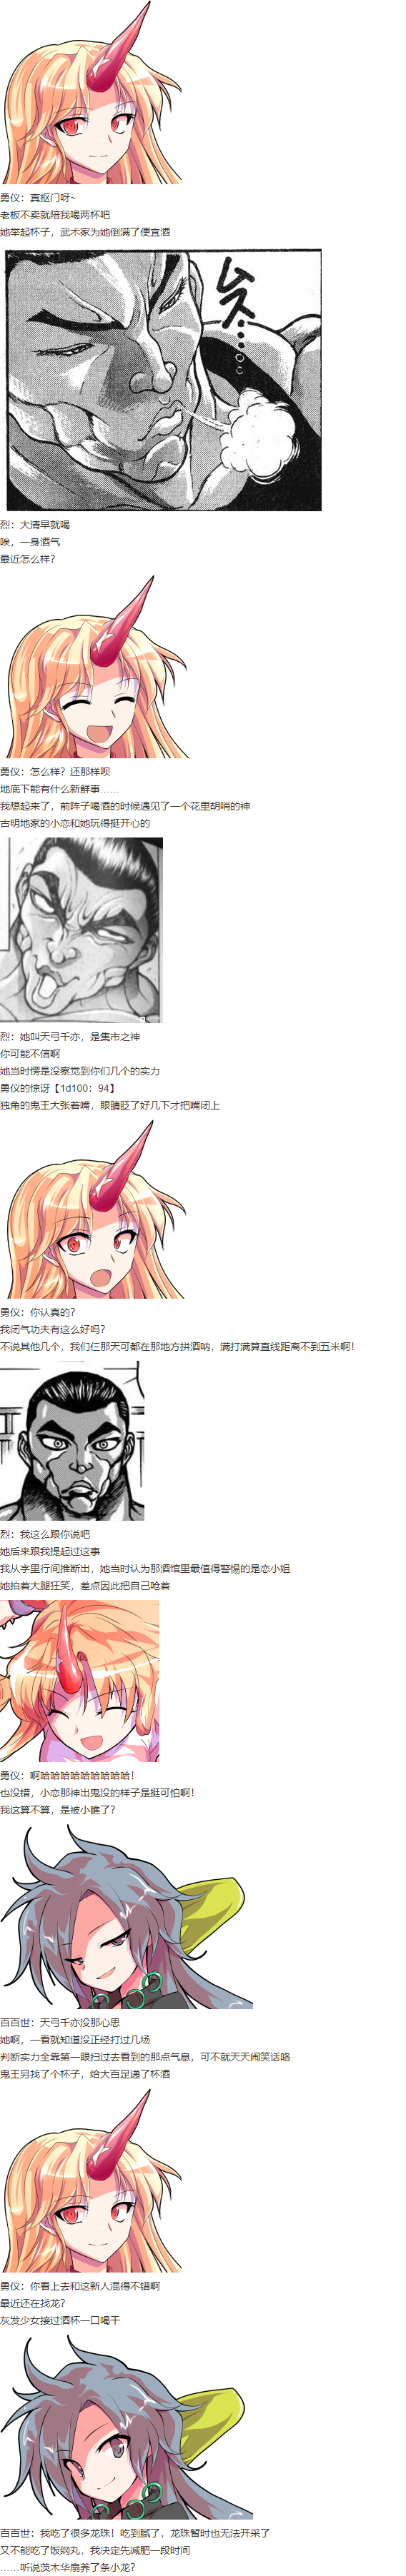 勇仪：真抠门呀~
老板不卖就陪我喝两杯吧
她举起杯子，武术家为她倒满了便宜酒
ムス…
烈：大清早就喝
唉，一身酒气
最近怎么样？
勇仪：怎么样？还那样呗
地底下能有什么新鲜事……
我想起来了，前阵子喝酒的时候遇见了一个花里胡哨的神
古明地家的小恋和她玩得挺开心的
烈：她叫天弓千亦，是集市之神
你可能不信啊
她当时愣是没察觉到你们几个的实力
勇仪的惊讶【1d100：94】
独角的鬼王大张着嘴，眼睛眨了好几下才把嘴闭上
勇仪：你认真的？
我闭气功夫有这么好吗？
不说其他几个，我们仨那天可都在那地方拼酒呐，满打满算直线距离不到五米啊！
烈：我这么跟你说吧
她后来跟我提起过这事
我从字里行间推断出，她当时认为那酒馆里最值得警惕的是恋小姐
她拍着大腿狂笑，差点因此把自己呛着
勇仪：啊哈哈哈哈哈哈哈哈哈！
也没错，小恋那神出鬼没的样子是挺可怕啊！
我这算不算，是被小瞧了？
百百世：天弓千亦没那心思
她啊，一看就知道没正经打过几场
判断实力全靠第一眼扫过去看到的那点气息，可不就天天闹笑话咯
鬼王另找了个杯子，给大百足递了杯酒
勇仪：你看上去和这新人混得不错啊
最近还在找龙？
灰发少女接过酒杯一口喝干
百百世：我吃了很多龙珠！吃到腻了，龙珠暂时也无法开采了
又不能吃了饭纲丸，我决定先减肥一段时间
……听说茨木华扇养了条小龙？